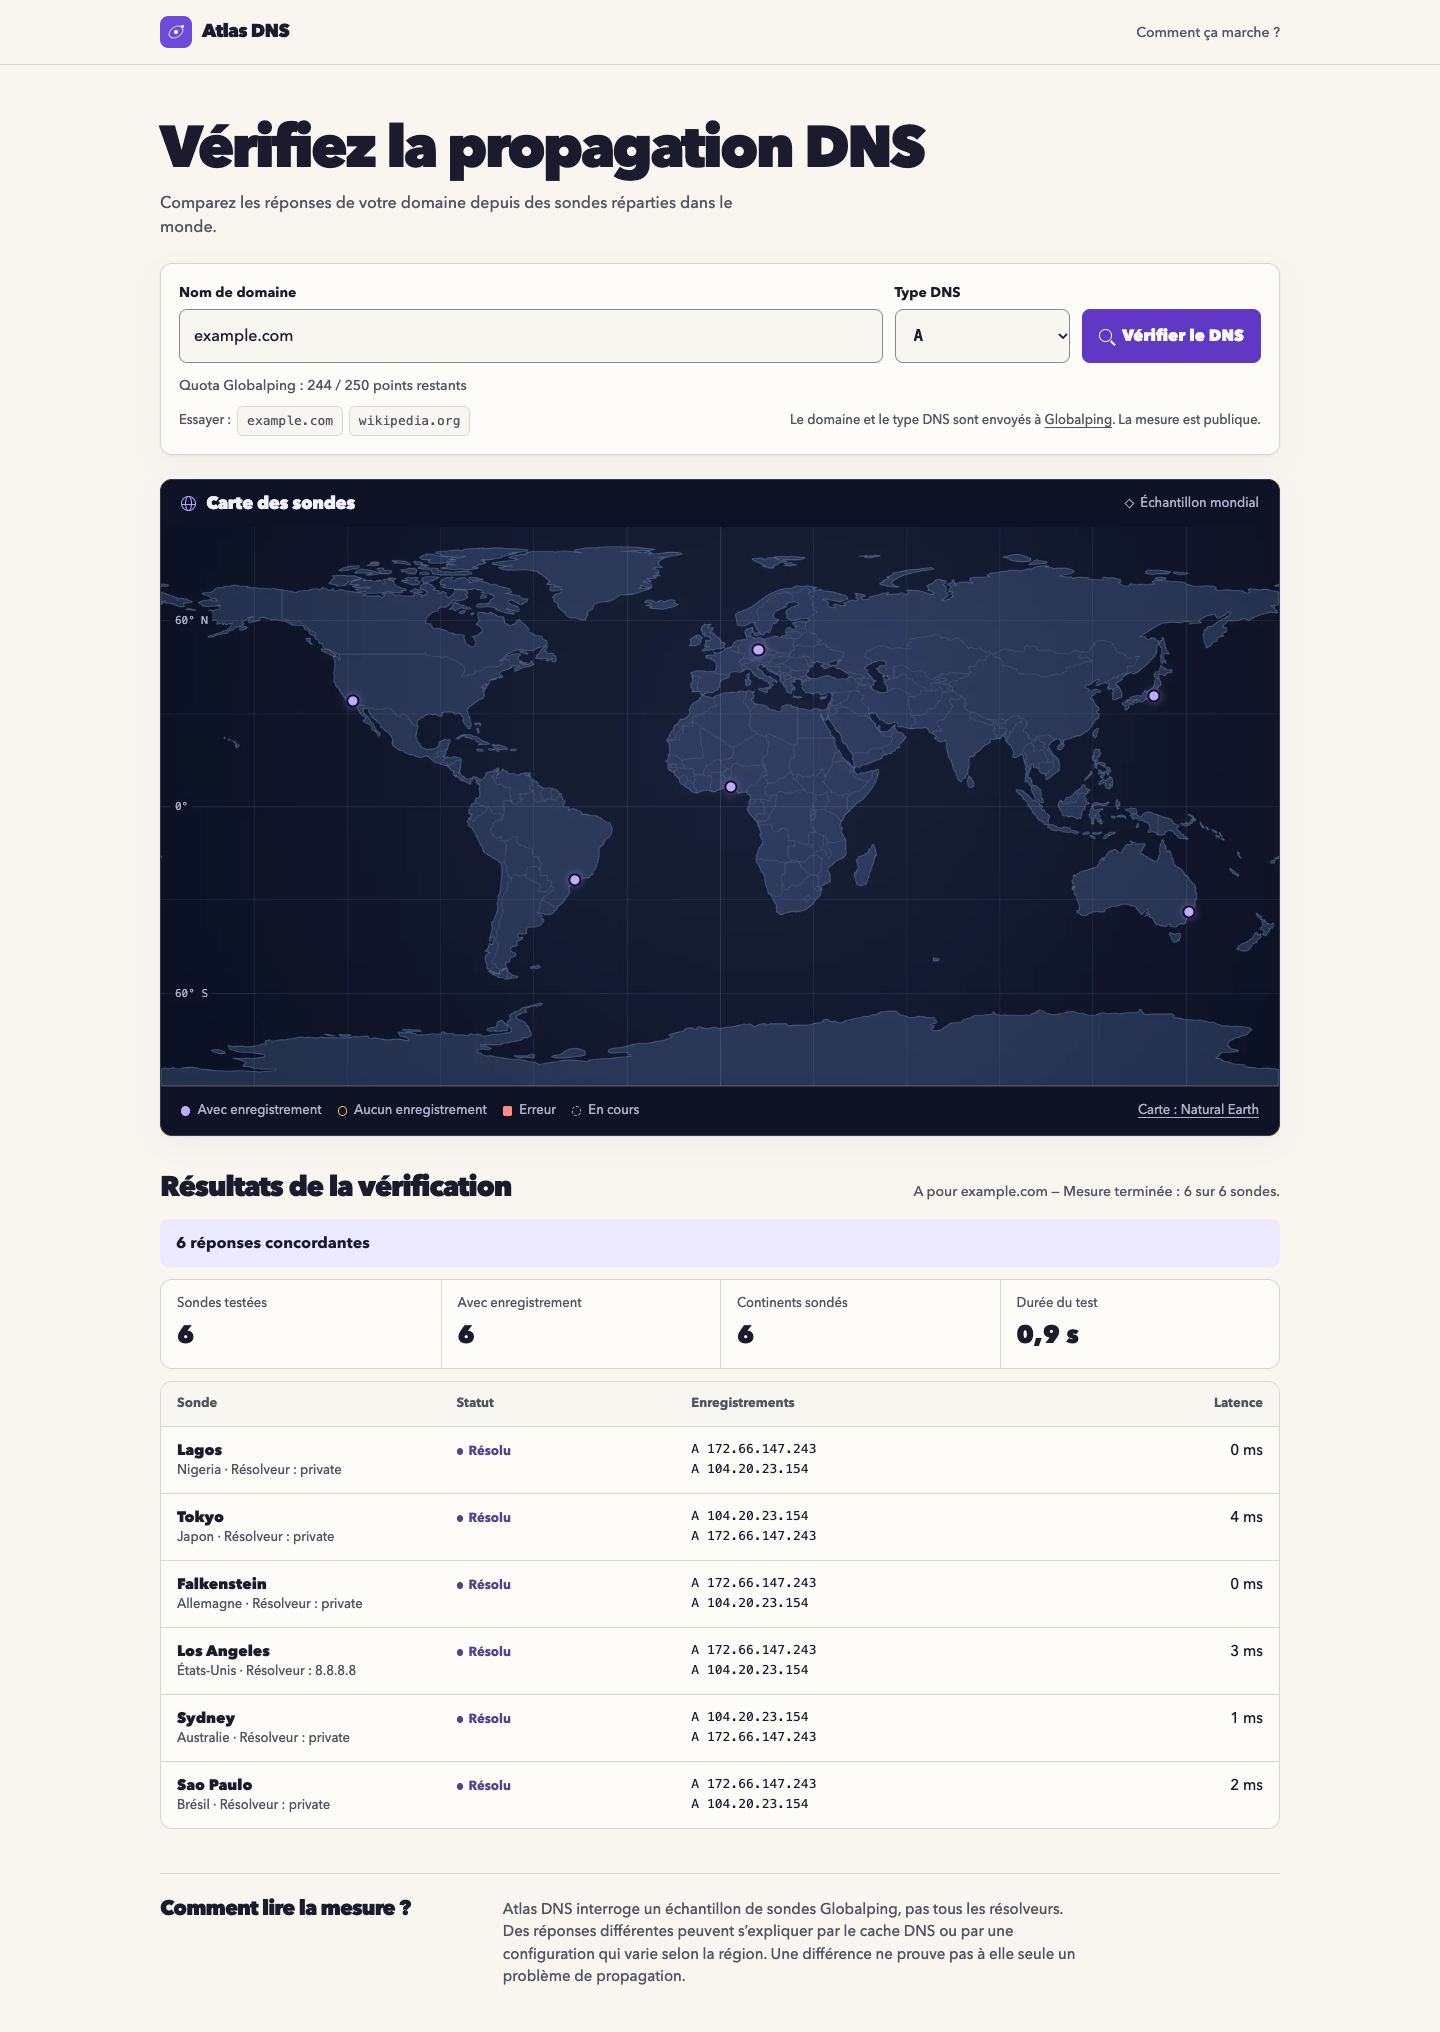 Atlas DNS
Comment ça marche ?
Vérifiez la propagation DNS
Comparez les réponses de votre domaine depuis des sondes réparties dans le
monde.
Nom de domaine
Type DNS
example.com
A
Vérifier le DNS
Quota Globalping : 244 / 250 points restants
Essayer : example.com wikipedia.org
Le domaine et le type DNS sont envoyés à Globalping. La mesure est publique.
Carte des sondes
◇ Échantillon mondial
60° N
0°
60° S
Avec enregistrement
Aucun enregistrement
Erreur
En cours
Carte : Natural Earth
Résultats de la vérification
A pour example.com — Mesure terminée : 6 sur 6 sondes.
6 réponses concordantes
Sondes testées
6
Avec enregistrement
6
Continents sondés
6
Durée du test
0,9 s
Sonde Statut Enregistrements Latence
Lagos
Nigeria · Résolveur : private
Résolu
A 172.66.147.243
A 104.20.23.154
0 ms
Tokyo
Japon · Résolveur : private
Résolu
A 104.20.23.154
A 172.66.147.243
4 ms
Falkenstein
Allemagne · Résolveur : private
Résolu
A 172.66.147.243
A 104.20.23.154
0 ms
Los Angeles
États-Unis · Résolveur : 8.8.8.8
Résolu
A 172.66.147.243
A 104.20.23.154
3 ms
Sydney
Australie · Résolveur : private
Résolu
A 104.20.23.154
A 172.66.147.243
1 ms
Sao Paulo
Brésil · Résolveur : private
Résolu
A 172.66.147.243
A 104.20.23.154
2 ms
Comment lire la mesure ?
Atlas DNS interroge un échantillon de sondes Globalping, pas tous les résolveurs.
Des réponses différentes peuvent s’expliquer par le cache DNS ou par une
configuration qui varie selon la région. Une différence ne prouve pas à elle seule un
problème de propagation.